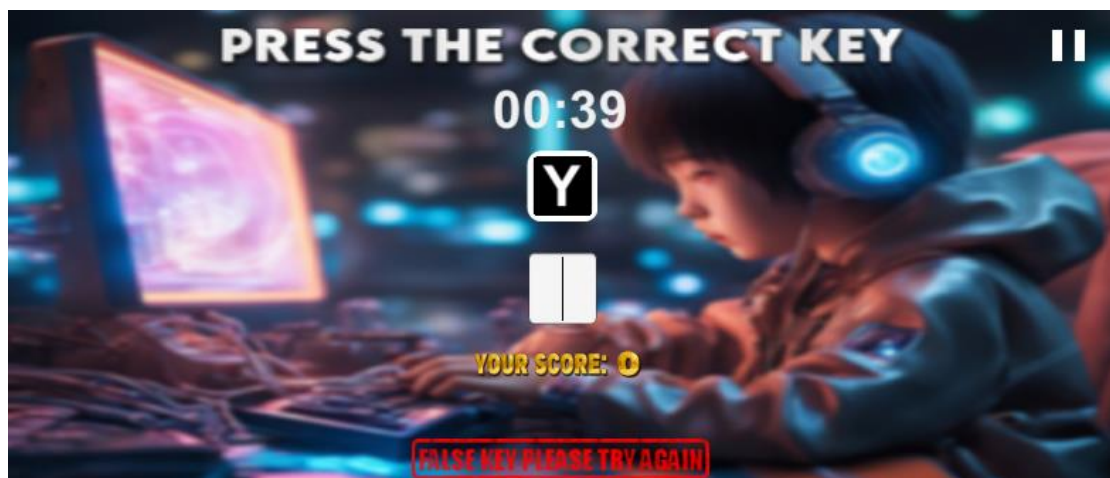 PRESS THE CORRECT KEY
00:39
Y
YOUR SCORE: 0
FALSE KEY PLEASE TRY AGAIN